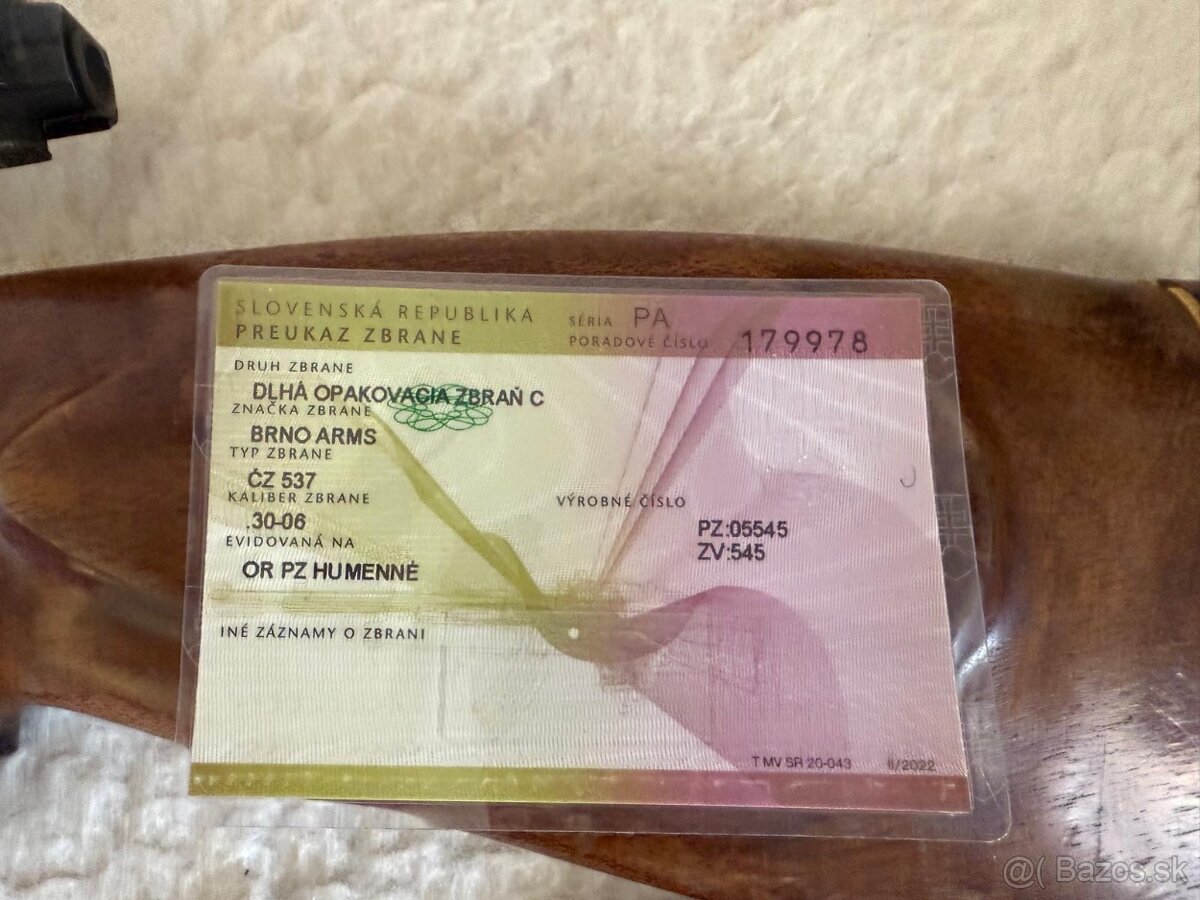 SLOVENSKÁ REPUBLIKA
PREUKAZ ZBRANE
SÉRIA PA
PORADOVÉ ČÍSLO 179978
DRUH ZBRANE
DLHÁ OPAKOVACIA ZBRAŇ C
ZNAČKA ZBRANE
BRNO ARMS
TYP ZBRANE
ČZ 537
KALIBER ZBRANE
.30-06
VÝROBNÉ ČÍSLO
PZ:05545
ZV:545
EVIDOVANÁ NA
OR PZ HUMENNÉ
INÉ ZÁZNAMY O ZBRANI
T MV SR 20-043 II/2022
@( Bazos.sk